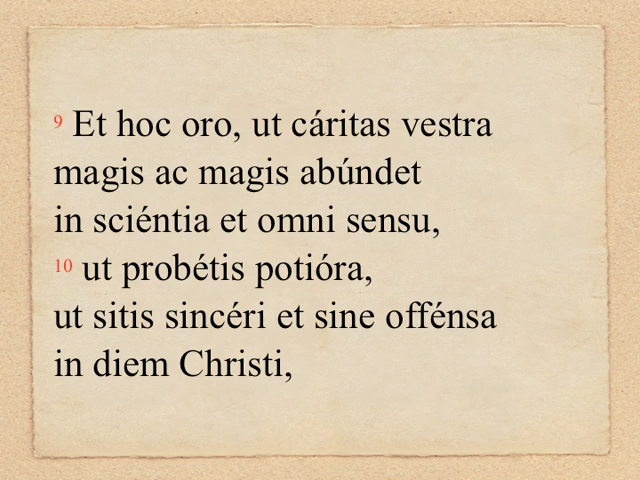 9 Et hoc oro, ut cáritas vestra
magis ac magis abúndet
in sciéntia et omni sensu,
10 ut probétis potióra,
ut sitis sincéri et sine offénsa
in diem Christi,